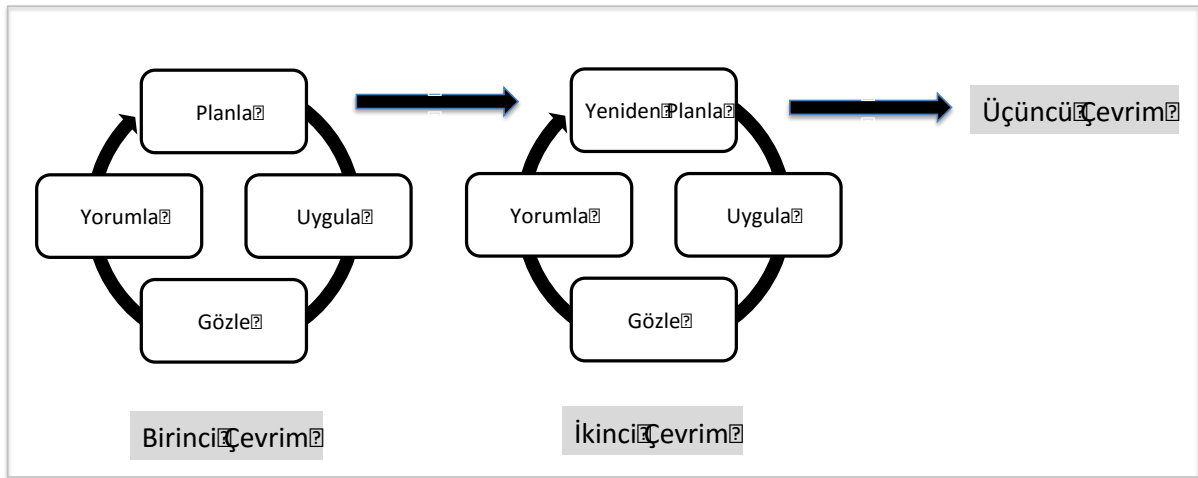 Planla
Uygula
Gözle
Yorumla
Birinci Çevrim
Yeniden Planla
Uygula
Gözle
Yorumla
İkinci Çevrim
Üçüncü Çevrim